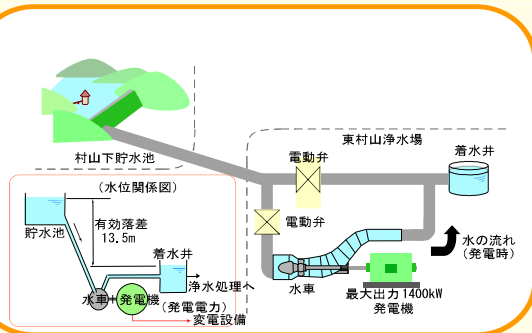 村山下貯水池
東村山浄水場
電動弁
着水井
電動弁
水の流れ
(発電時)
水車
最大出力1400kW
発電機
(水位関係図)
貯水池
有効落差
13.5m
着水井
浄水処理へ
水車
発電機
(発電電力)
変電設備